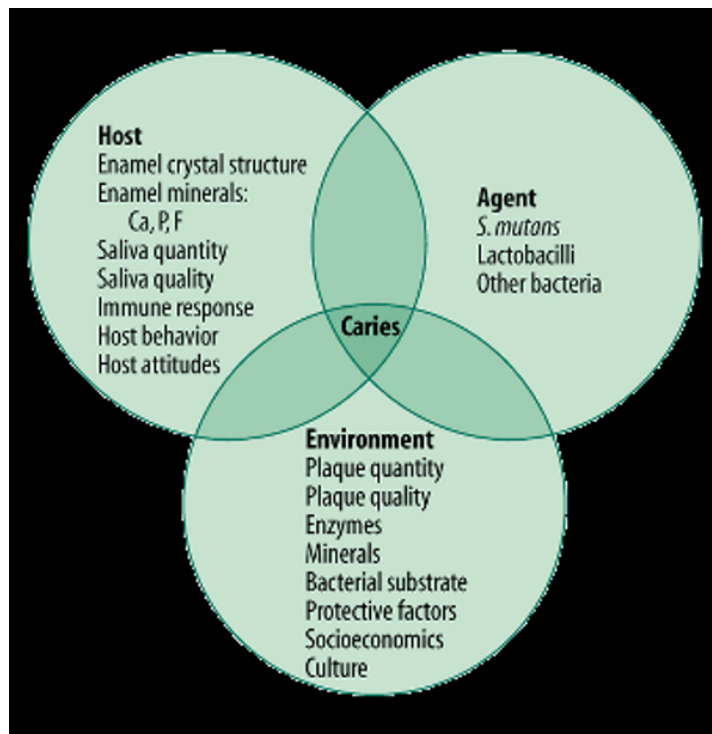 Host
Enamel crystal structure
Enamel minerals:
Ca, P, F
Saliva quantity
Saliva quality
Immune response
Host behavior
Host attitudes
Agent
S. mutans
Lactobacilli
Other bacteria
Caries
Environment
Plaque quantity
Plaque quality
Enzymes
Minerals
Bacterial substrate
Protective factors
Socioeconomics
Culture